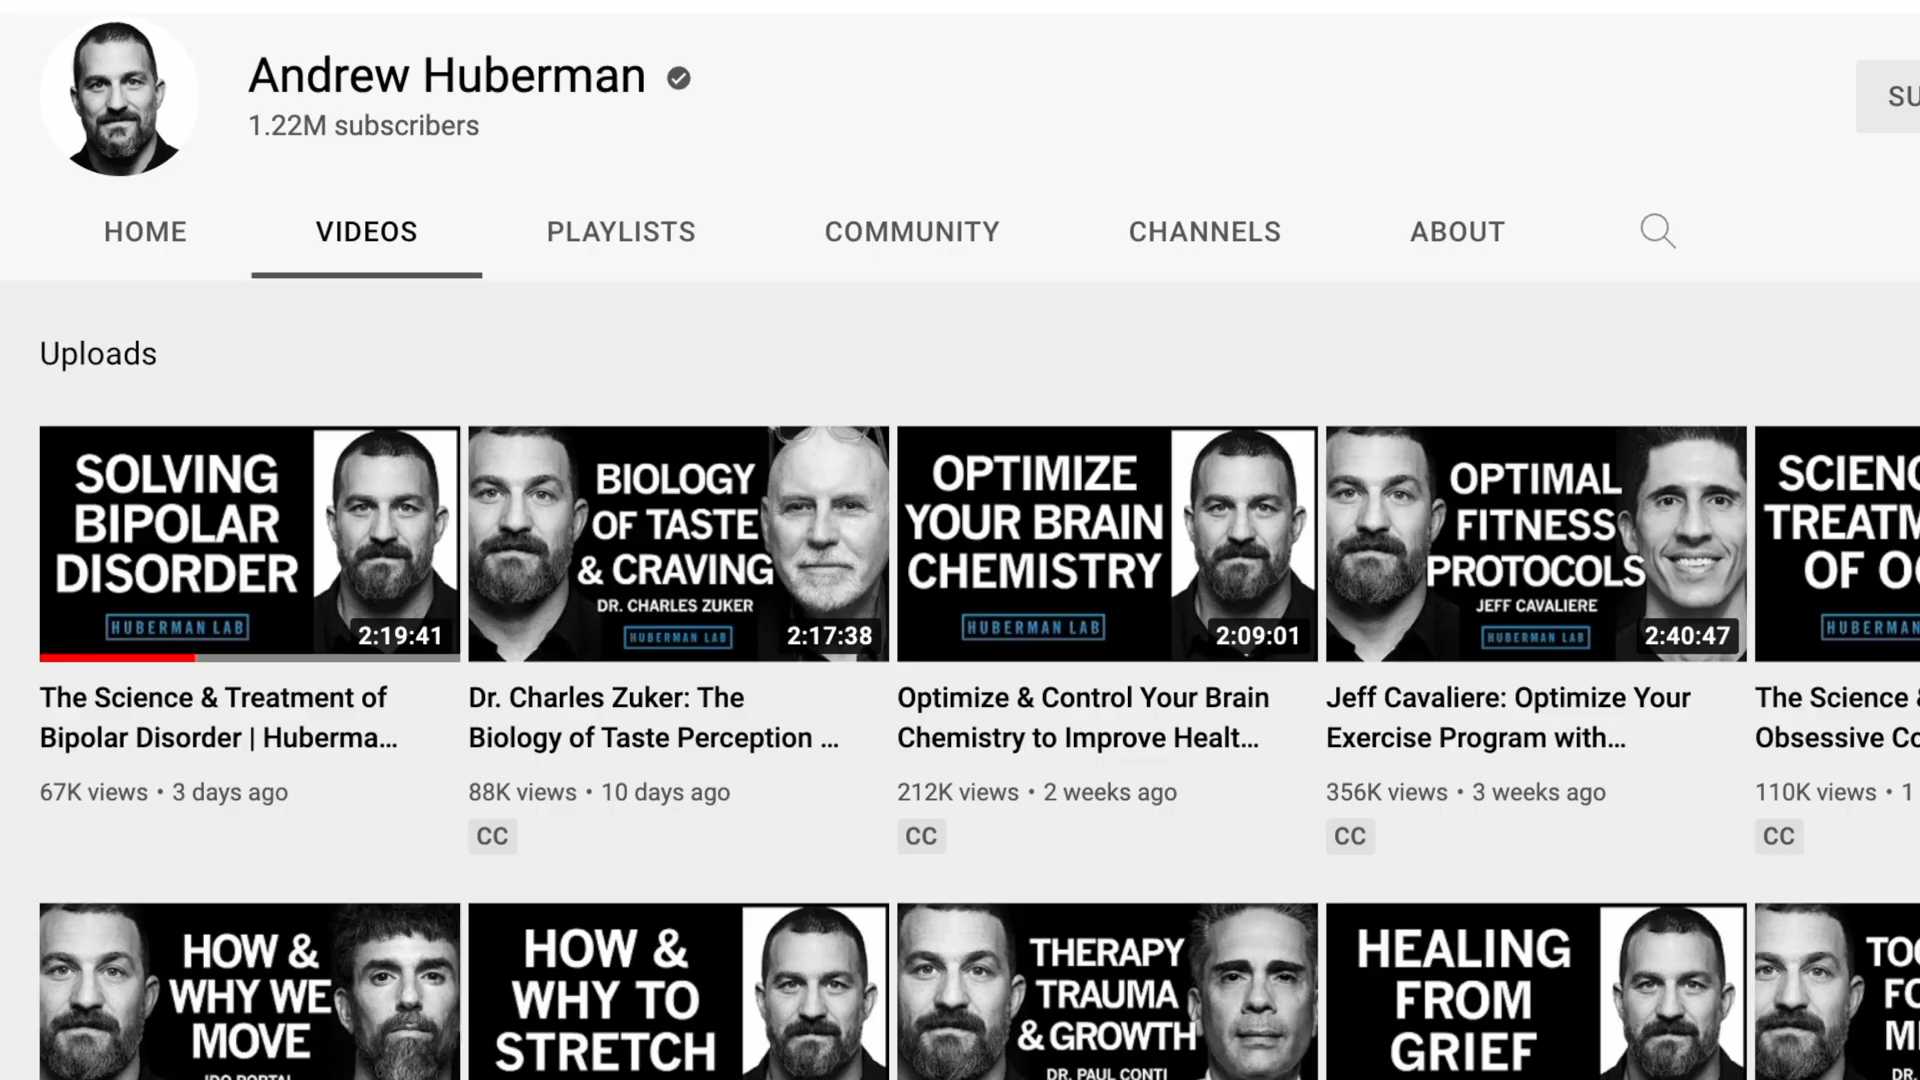 Andrew Huberman
1.22M subscribers
SU
HOME
VIDEOS
PLAYLISTS
COMMUNITY
CHANNELS
ABOUT
Uploads
SOLVING
BIPOLAR
DISORDER
HUBERMAN LAB
2:19:41
BIOLOGY
OF TASTE
& CRAVING
DR. CHARLES ZUKER
HUBERMAN LAB
2:17:38
OPTIMIZE
YOUR BRAIN
CHEMISTRY
HUBERMAN LAB
2:09:01
OPTIMAL
FITNESS
PROTOCOLS
JEFF CAVALIERE
HUBERMAN LAB
2:40:47
SCIENC
TREATM
OF OC
HUBERMAN
The Science & Treatment of
Bipolar Disorder | Huberma...
67K views • 3 days ago
Dr. Charles Zuker: The
Biology of Taste Perception ...
88K views • 10 days ago
CC
Optimize & Control Your Brain
Chemistry to Improve Healt...
212K views • 2 weeks ago
CC
Jeff Cavaliere: Optimize Your
Exercise Program with...
356K views • 3 weeks ago
CC
The Science &
Obsessive Co
110K views • 1
CC
HOW &
WHY WE
MOVE
IDO PORTAL
HOW &
WHY TO
STRETCH
THERAPY
TRAUMA
& GROWTH
DR. PAUL CONTI
HEALING
FROM
GRIEF
TOO
FO
MI
DR.